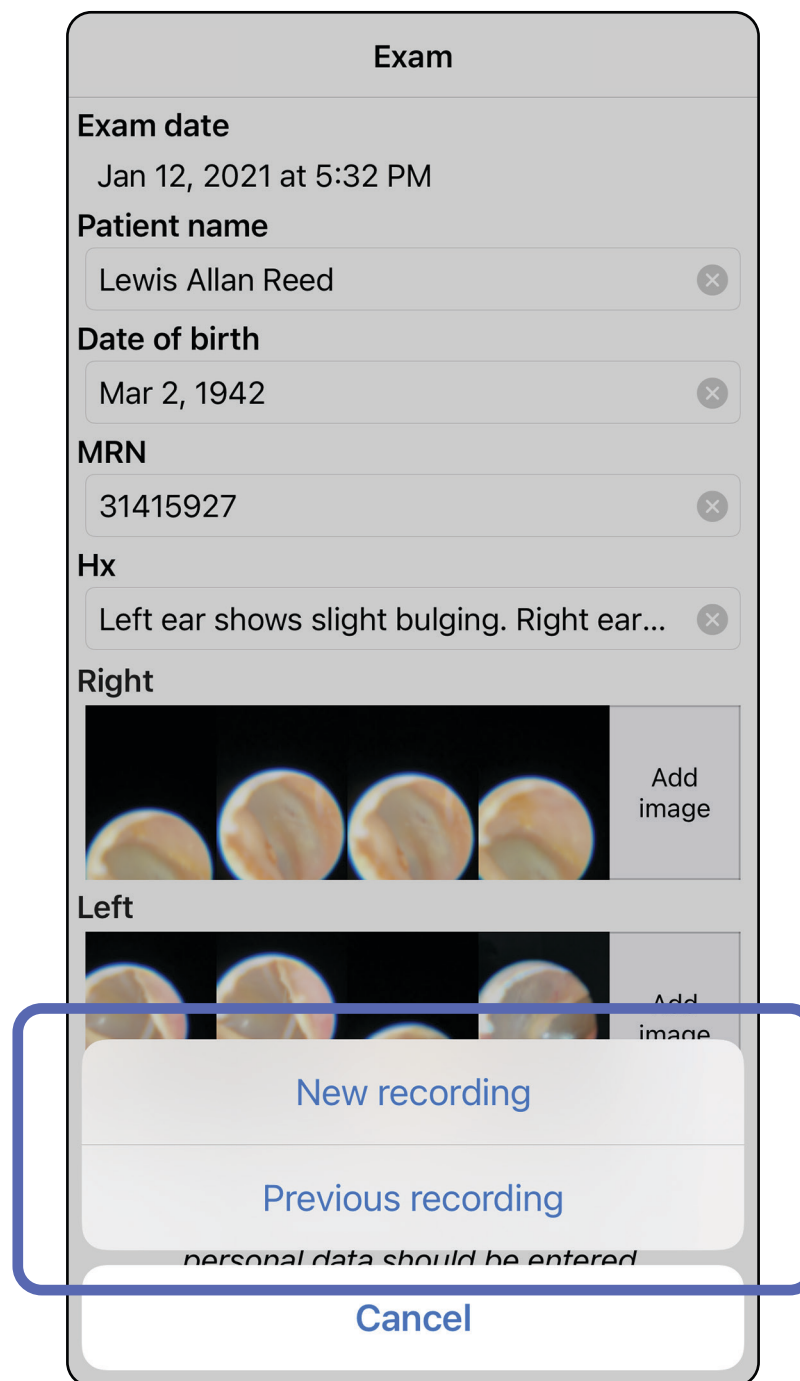 Exam
Exam date
Jan 12, 2021 at 5:32 PM
Patient name
Lewis Allan Reed
Date of birth
Mar 2, 1942
MRN
31415927
Hx
Left ear shows slight bulging. Right ear...
Right
Add
image
Left
Add
image
New recording
Previous recording
personal data should be entered
Cancel